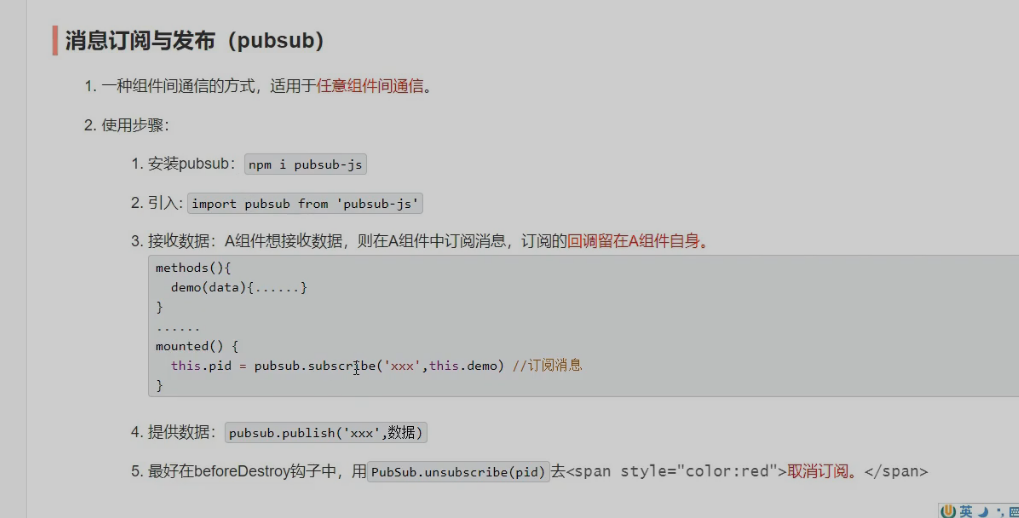 消息订阅与发布（pubsub）
1. 一种组件间通信的方式，适用于任意组件间通信。
2. 使用步骤：
1. 安装pubsub：npm i pubsub-js
2. 引入: import pubsub from 'pubsub-js'
3. 接收数据：A组件想接收数据，则在A组件中订阅消息，订阅的回调留在A组件自身。
methods(){
demo(data){......}
}
......
mounted() {
this.pid = pubsub.subscribe('xxx',this.demo) //订阅消息
}
4. 提供数据：pubsub.publish('xxx',数据)
5. 最好在beforeDestroy钩子中，用PubSub.unsubscribe(pid)去<span style="color:red">取消订阅。</span>
英